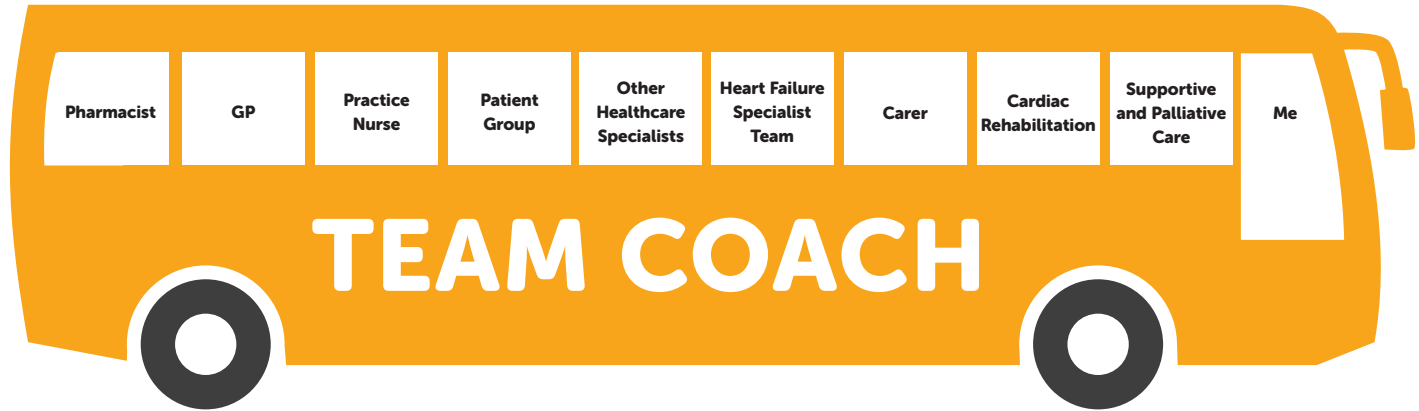 Pharmacist
GP
Practice
Nurse
Patient
Group
Other
Healthcare
Specialists
Heart Failure
Specialist
Team
Carer
Cardiac
Rehabilitation
Supportive
and Palliative
Care
Me
TEAM COACH